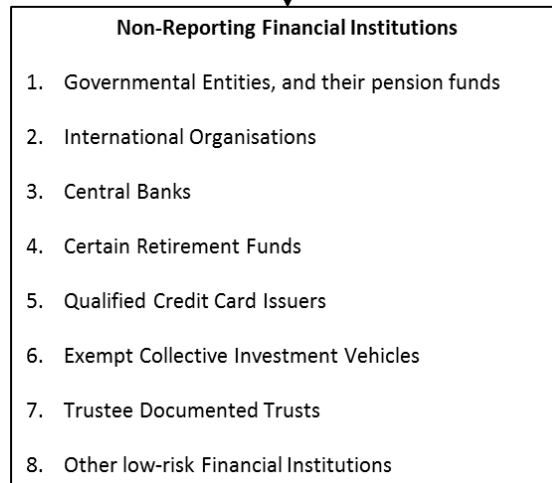 Non-Reporting Financial Institutions
1. Governmental Entities, and their pension funds
2. International Organisations
3. Central Banks
4. Certain Retirement Funds
5. Qualified Credit Card Issuers
6. Exempt Collective Investment Vehicles
7. Trustee Documented Trusts
8. Other low-risk Financial Institutions